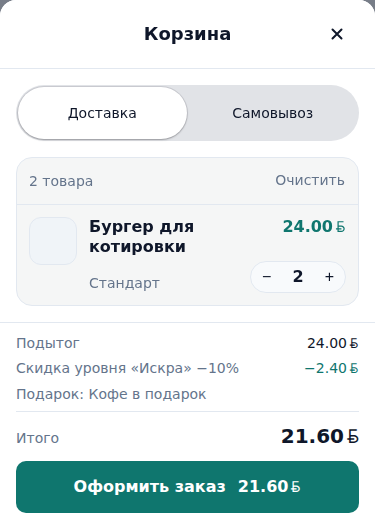 Корзина
Доставка
Самовывоз
2 товара
Очистить
Бургер для котировки
24.00 Ƃ
Стандарт
− 2 +
Подытог 24.00 Ƃ
Скидка уровня «Искра» −10% −2.40 Ƃ
Подарок: Кофе в подарок
Итого 21.60 Ƃ
Оформить заказ 21.60 Ƃ